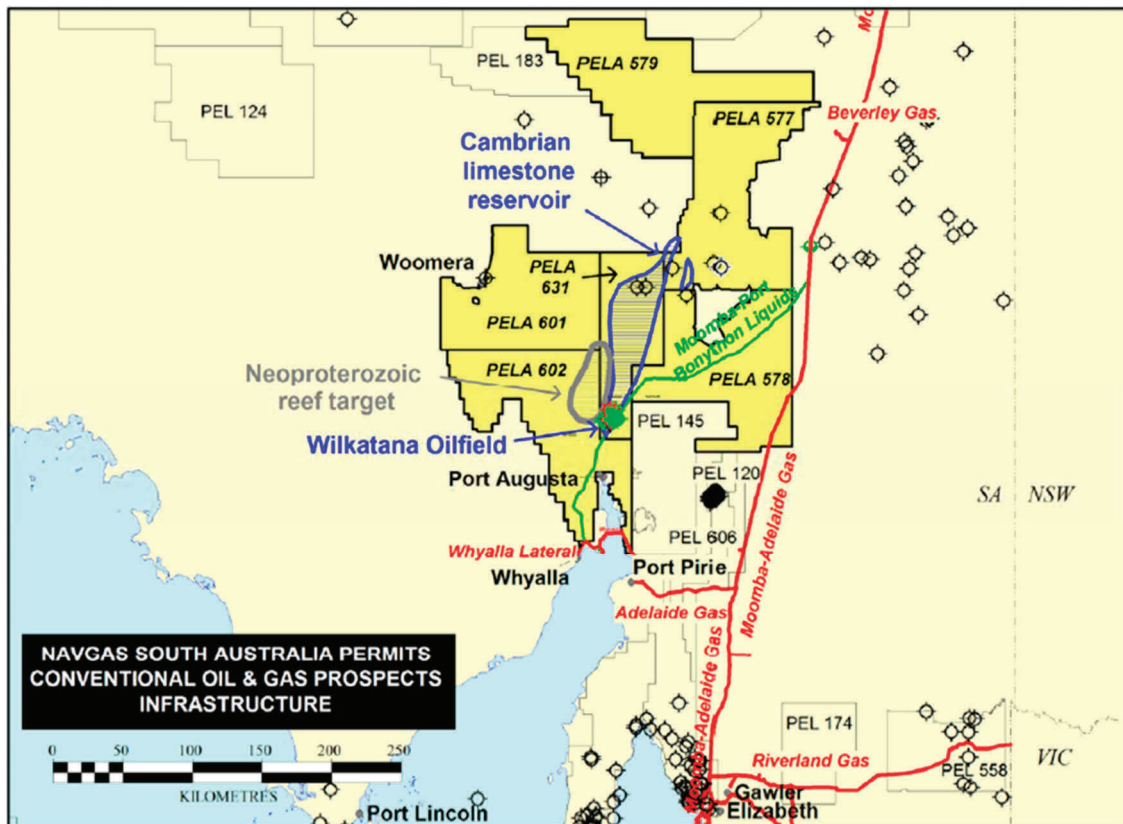 PEL 183
PELA 579
PEL 124
PELA 577
Beverley Gas
Cambrian
limestone
reservoir
Woomera
PELA
631
PELA 601
Moomba-Port
Bonython Liquids
PELA 602
PELA 578
Neoproterozoic
reef target
PEL 145
Wilkatana Oilfield
Port Augusta
PEL 120
SA
NSW
PEL 606
Whyalla Lateral
Whyalla
Port Pirie
Moomba-Adelaide Gas
Adelaide Gas
NAVGAS SOUTH AUSTRALIA PERMITS
CONVENTIONAL OIL & GAS PROSPECTS
INFRASTRUCTURE
Moomba-Adelaide Gas
PEL 174
Riverland Gas
VIC
PEL 558
0 50 100 150 200 250
KILOMETRES
Gawler
Elizabeth
Port Lincoln